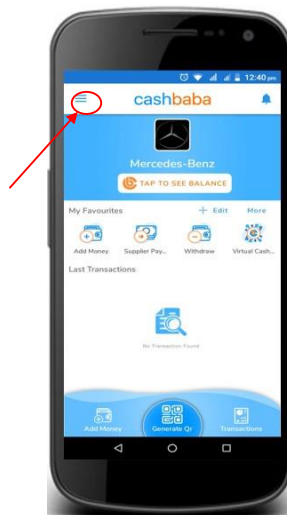 12:40 pm
cashbaba
Mercedes-Benz
TAP TO SEE BALANCE
My Favourites + Edit More
Add Money Supplier Pay... Withdraw Virtual Cash...
Last Transactions
No Transaction Found
Add Money Generate Qr Transactions